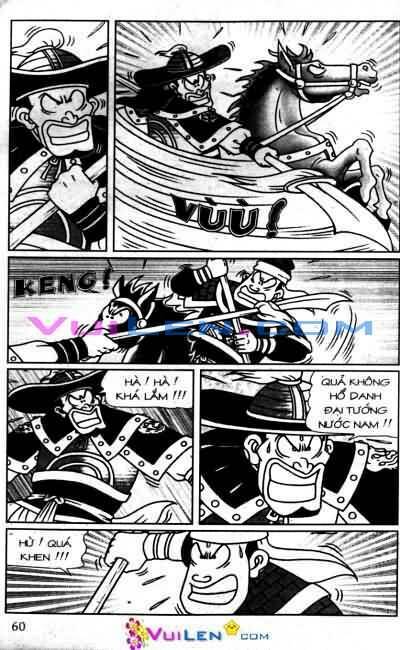 VÙÙ!
KENG!
VUILEN.COM
HÀ! HÀ!
KHÁ LẮM!!!
QUẢ KHÔNG
HỔ DANH
ĐẠI TƯỚNG
NƯỚC NAM!!
HỪ! QUÁ
KHEN!!!
60
VUILEN.COM